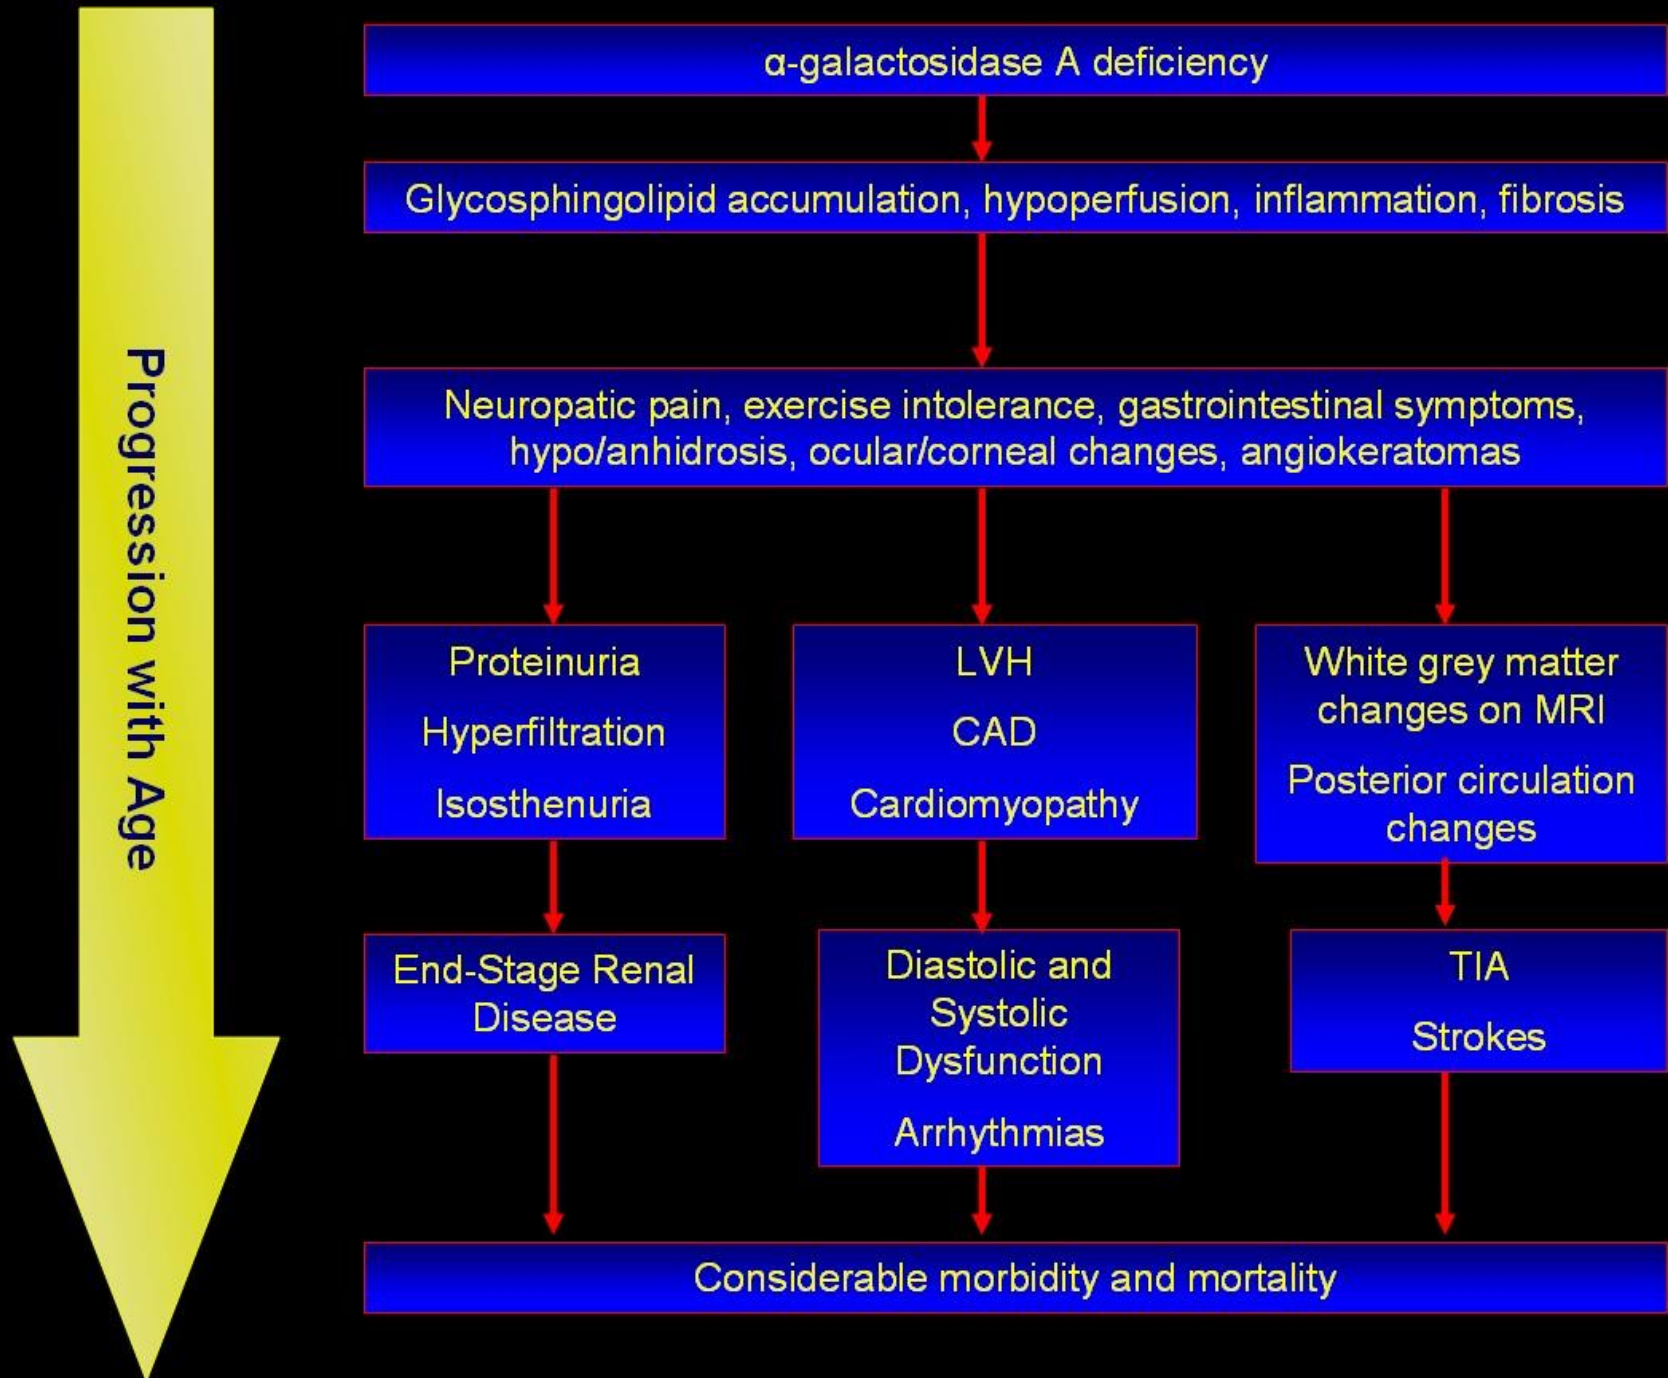 Progression with Age
α-galactosidase A deficiency
Glycosphingolipid accumulation, hypoperfusion, inflammation, fibrosis
Neuropatic pain, exercise intolerance, gastrointestinal symptoms,
hypo/anhidrosis, ocular/corneal changes, angiokeratomas
Proteinuria
Hyperfiltration
Isosthenuria
LVH
CAD
Cardiomyopathy
White grey matter
changes on MRI
Posterior circulation
changes
End-Stage Renal
Disease
Diastolic and
Systolic
Dysfunction
Arrhythmias
TIA
Strokes
Considerable morbidity and mortality